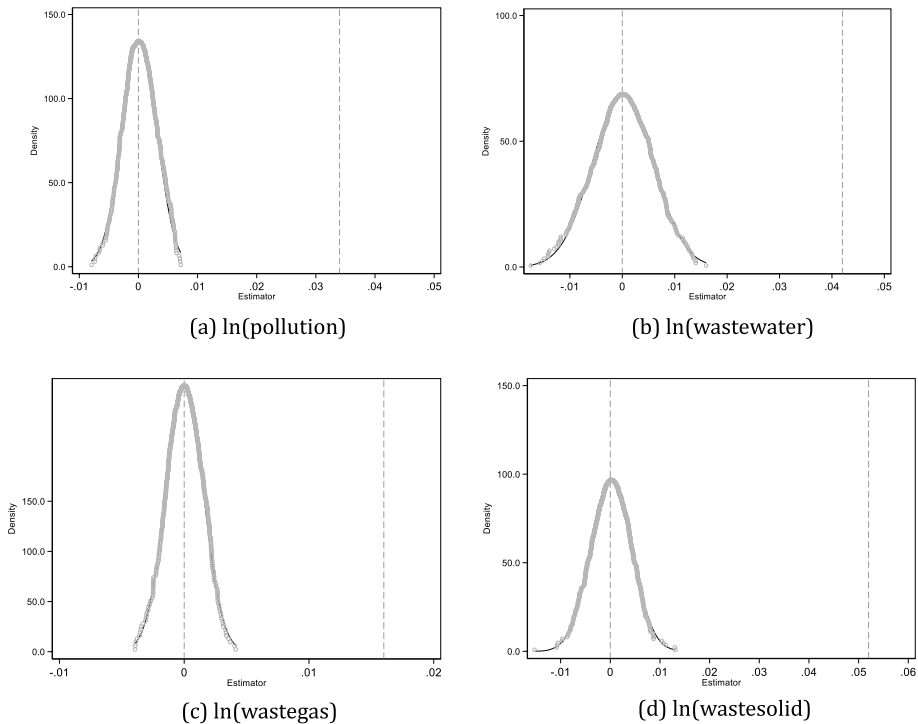 150.0
100.0
50.0
0.0
Density
-.01 0 .01 .02 .03 .04 .05
Estimator
(a) ln(pollution)
100.0
50.0
0.0
Density
-.01 0 .01 .02 .03 .04 .05
Estimator
(b) ln(wastewater)
150.0
100.0
50.0
0.0
Density
-.01 0 .01 .02
Estimator
(c) ln(wastegas)
150.0
100.0
50.0
0.0
Density
-.01 0 .01 .02 .03 .04 .05 .06
Estimator
(d) ln(wastesolid)